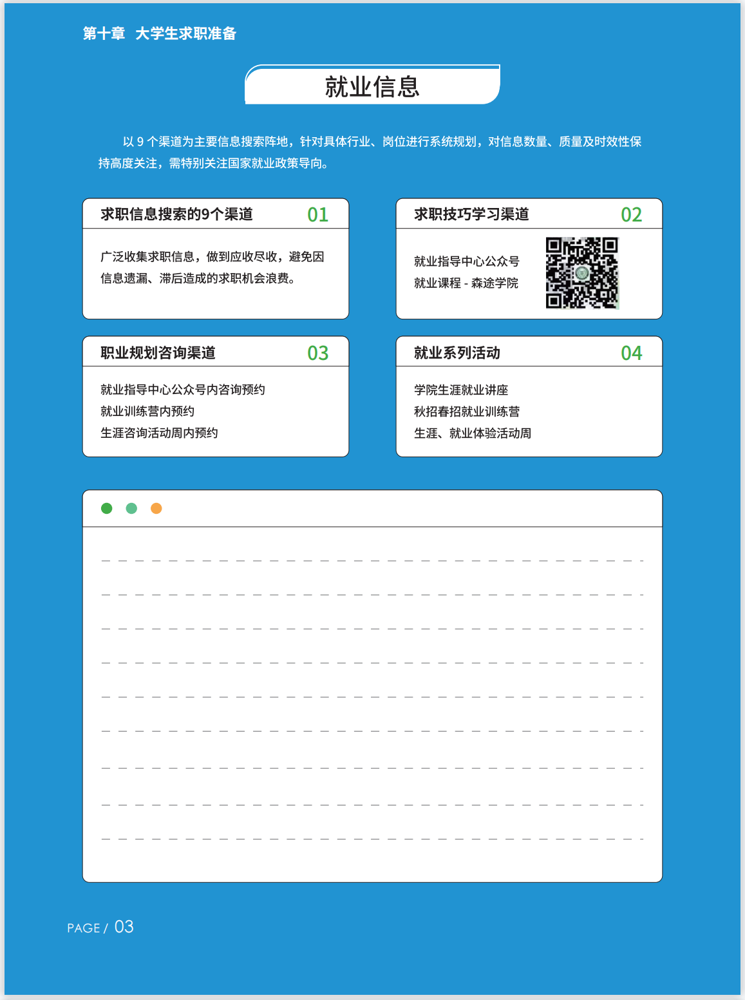 第十章 大学生求职准备
就业信息
以 9 个渠道为主要信息搜索阵地，针对具体行业、岗位进行系统规划，对信息数量、质量及时效性保
持高度关注，需特别关注国家就业政策导向。
求职信息搜索的9个渠道 01
广泛收集求职信息，做到应收尽收，避免因
信息遗漏、滞后造成的求职机会浪费。
求职技巧学习渠道 02
就业指导中心公众号
就业课程 - 森途学院
职业规划咨询渠道 03
就业指导中心公众号内咨询预约
就业训练营内预约
生涯咨询活动周内预约
就业系列活动 04
学院生涯就业讲座
秋招春招就业训练营
生涯、就业体验活动周
PAGE / 03